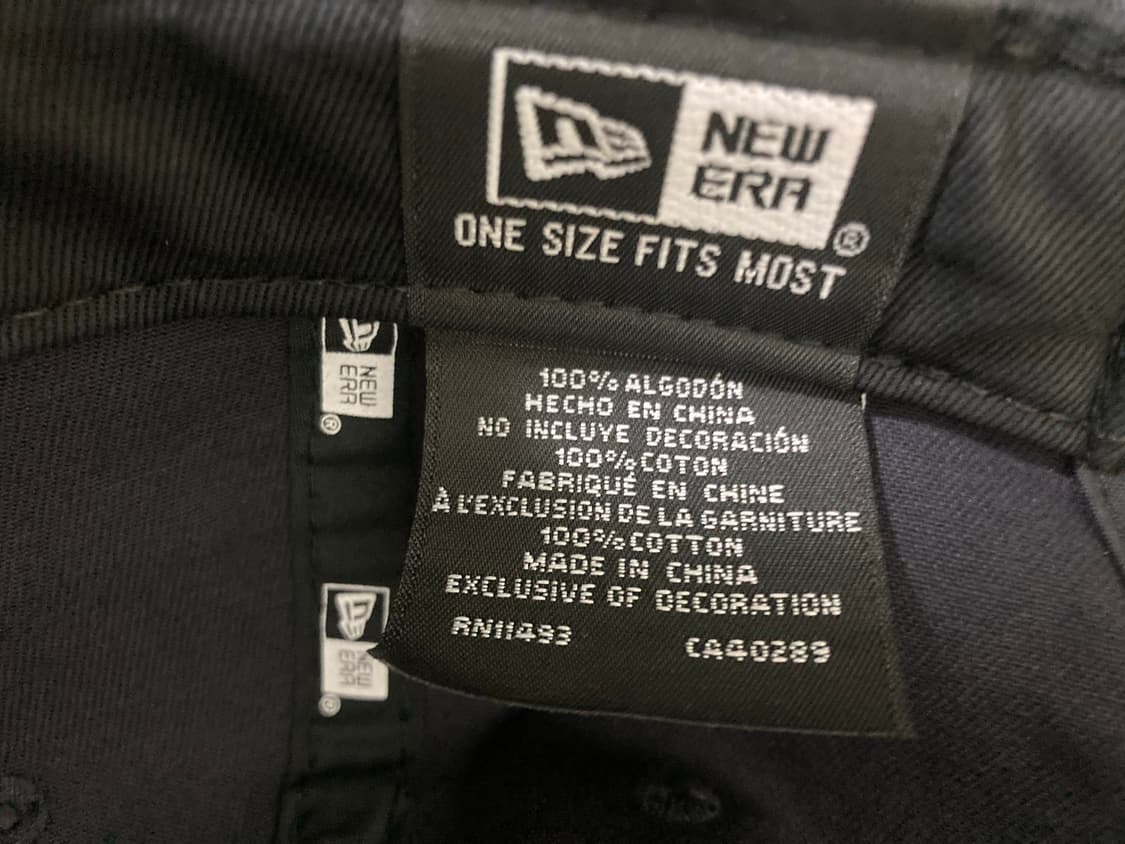 NEW
ERA
®
ONE SIZE FITS MOST
NEW
ERA
®
100% ALGODÓN
HECHO EN CHINA
NO INCLUYE DECORACIÓN
100% COTON
FABRIQUÉ EN CHINE
À L'EXCLUSION DE LA GARNITURE
100% COTTON
MADE IN CHINA
EXCLUSIVE OF DECORATION
RN11493 CA40289
NEW
ERA
®